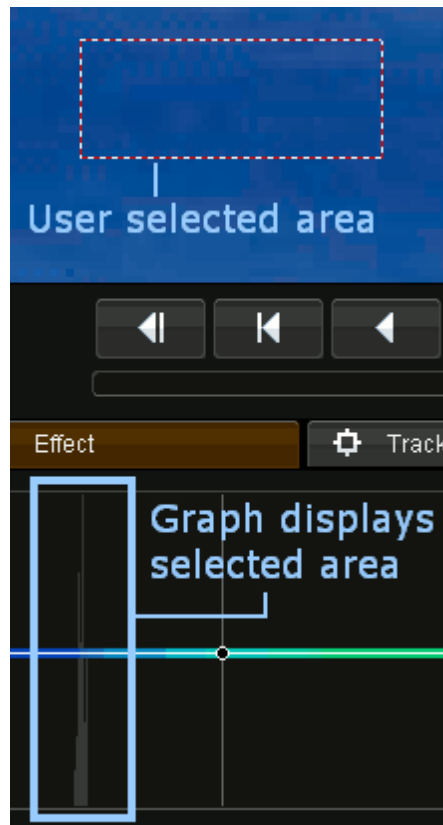 User selected area
Effect
Track
Graph displays
selected area